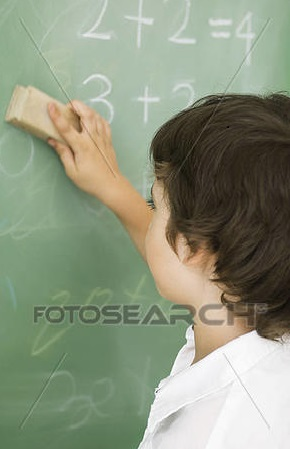 2 + 2 = 4
3 + 2
FOTOSEARCH